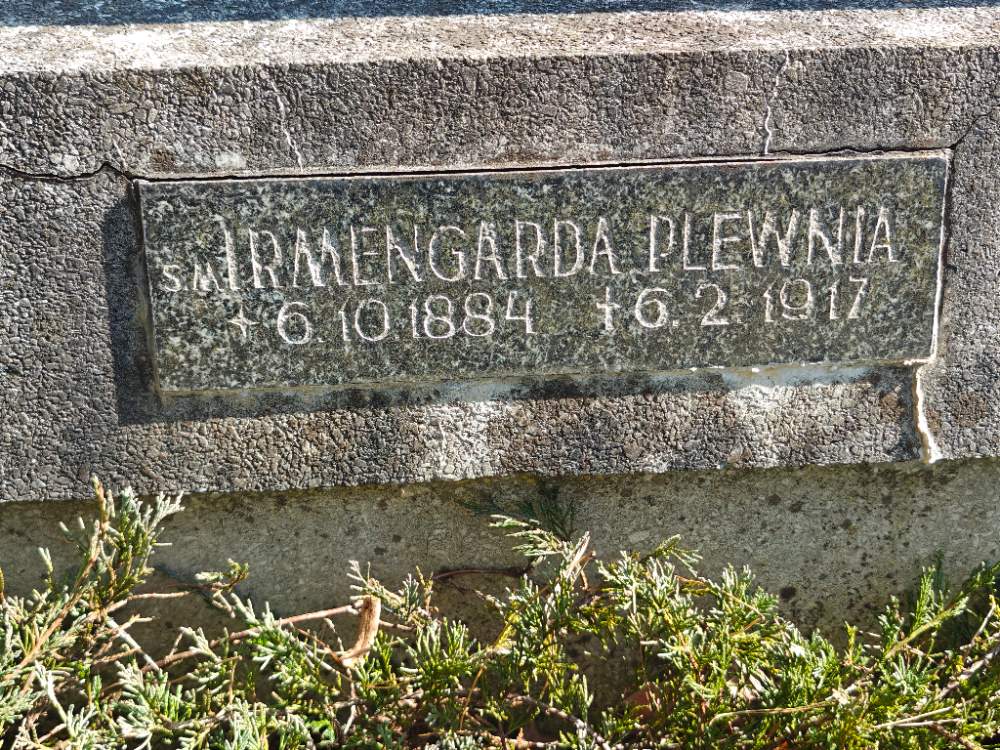 S.M. IRMENGARDA PLEWNIA
+ 6.10.1884 † 6.2.1917